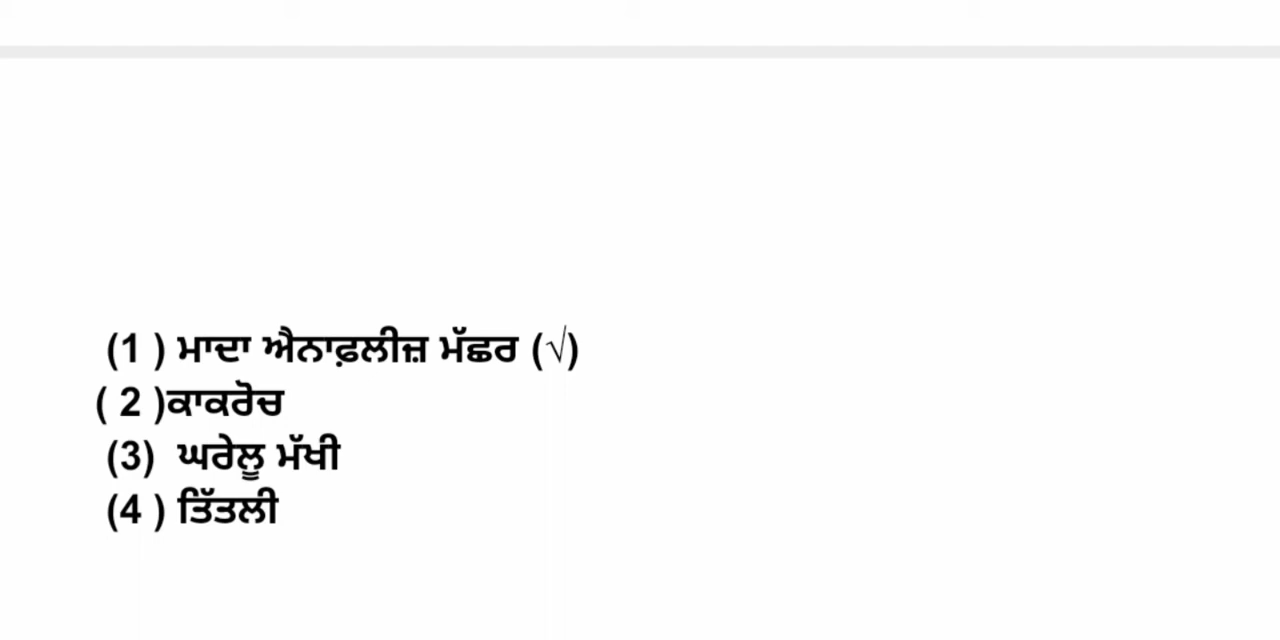 (1 ) ਮਾਦਾ ਐਨਾਫ਼ਲੀਜ਼ ਮੱਛਰ (√)
( 2 )ਕਾਕਰੋਚ
(3) ਘਰੇਲੂ ਮੱਖੀ
(4 ) ਤਿੱਤਲੀ